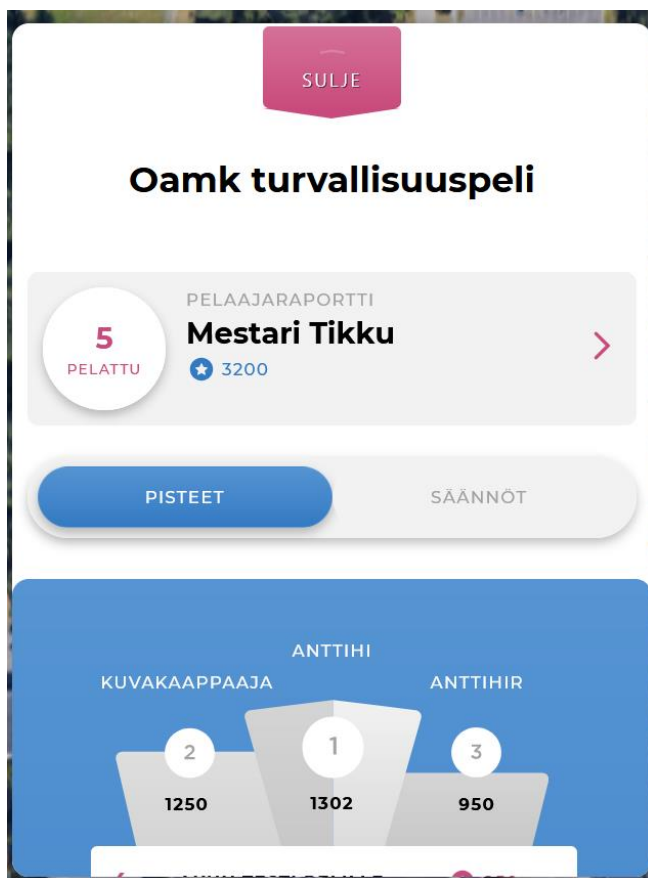 SULJE
Oamk turvallisuuspeli
PELAAJARAPORTTI
5
Mestari Tikku
PELATTU
3200
PISTEET
SÄÄNNÖT
ANTTIHI
KUVAKAAPPAAJA
ANTTIHIR
2
1
3
1250
1302
950